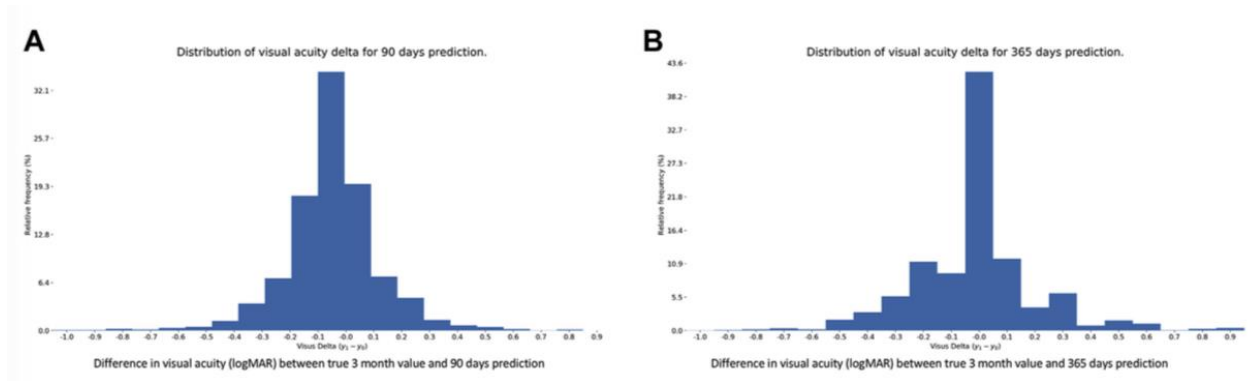 A
Distribution of visual acuity delta for 90 days prediction.
Relative frequency (%)
32.1
25.7
19.3
12.8
6.4
0.0
-1.0 -0.9 -0.8 -0.7 -0.6 -0.5 -0.4 -0.3 -0.2 -0.1 0.0 0.1 0.20 0.3 0.4 0.5 0.6 0.7 0.8 0.9
Visus Delta (y₁ − y₀)
Difference in visual acuity (logMAR) between true 3 month value and 90 days prediction
B
Distribution of visual acuity delta for 365 days prediction.
Relative frequency (%)
43.6
38.2
32.7
27.3
21.8
16.4
10.9
5.5
0.0
-1.0 -0.9 -0.8 -0.7 -0.6 -0.5 -0.4 -0.3 -0.2 -0.1 0.0 0.1 0.20 0.3 0.4 0.5 0.6 0.7 0.8 0.9
Visus Delta (y₁ − y₀)
Difference in visual acuity (logMAR) between true 3 month value and 365 days prediction